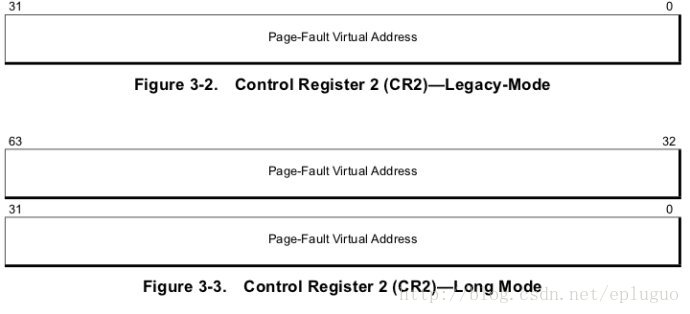 31 0
Page-Fault Virtual Address
Figure 3-2. Control Register 2 (CR2)—Legacy-Mode
63 32
Page-Fault Virtual Address
31 0
Page-Fault Virtual Address
Figure 3-3. Control Register 2 (CR2)—Long Mode
http://blog.csdn.net/epluguo